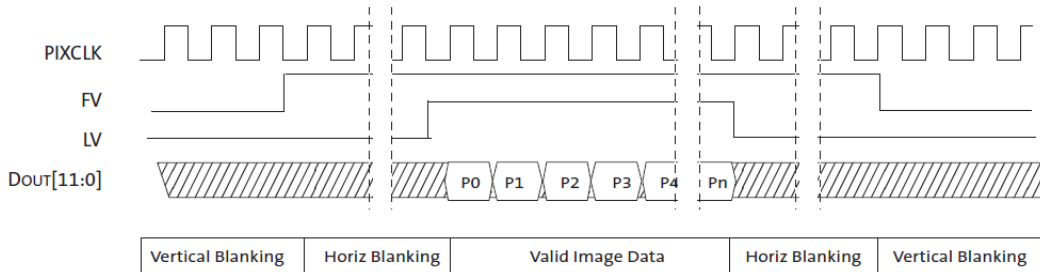 PIXCLK
FV
LV
DOUT[11:0]
P0 P1 P2 P3 P4 Pn
Vertical Blanking Horiz Blanking Valid Image Data Horiz Blanking Vertical Blanking